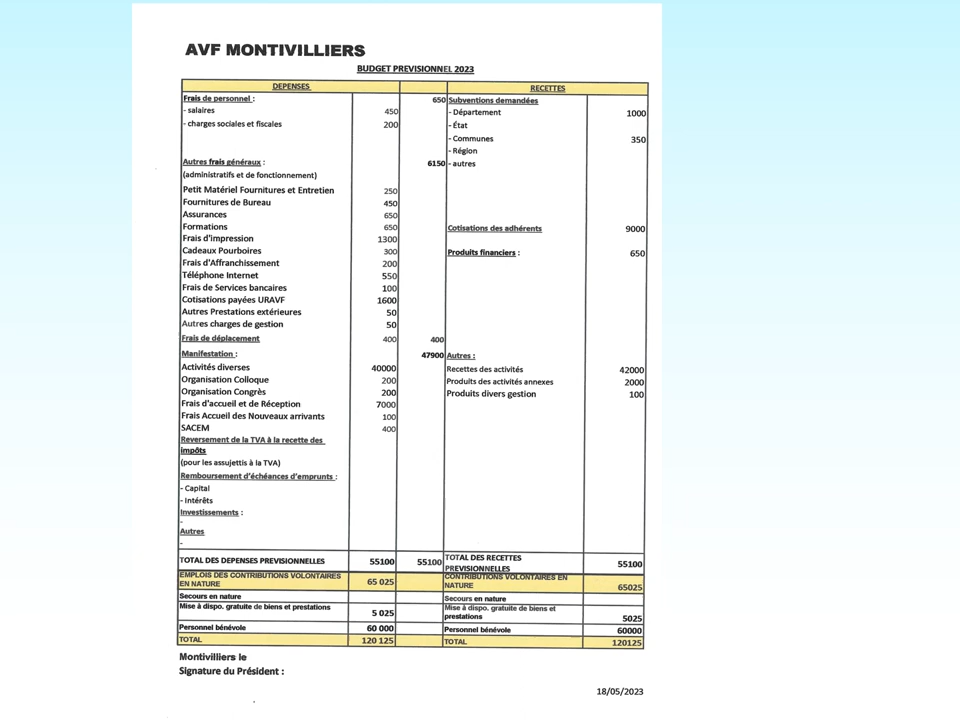 AVF MONTIVILLIERS
BUDGET PREVISIONNEL 2023
DEPENSES RECETTES
Frais de personnel : 650 Subventions demandées
- salaires 450 - Département 1000
- charges sociales et fiscales 200 - État
- Communes 350
- Région
Autres frais généraux : 6150 - autres
(administratifs et de fonctionnement)
Petit Matériel Fournitures et Entretien 250
Fournitures de Bureau 450
Assurances 650
Formations 650 Cotisations des adhérents 9000
Frais d'impression 1300
Cadeaux Pourboires 300 Produits financiers : 650
Frais d'Affranchissement 200
Téléphone Internet 550
Frais de Services bancaires 100
Cotisations payées URAVF 1600
Autres Prestations extérieures 50
Autres charges de gestion 50
Frais de déplacement 400 400
Manifestation : 47900 Autres :
Activités diverses 40000 Recettes des activités 42000
Organisation Colloque 200 Produits des activités annexes 2000
Organisation Congrès 200 Produits divers gestion 100
Frais d'accueil et de Réception 7000
Frais Accueil des Nouveaux arrivants 100
SACEM 400
Reversement de la TVA à la recette des
impôts
(pour les assujettis à la TVA)
Remboursement d'échéances d'emprunts :
- Capital
- Intérêts
Investissements :
-
Autres
-
TOTAL DES DEPENSES PREVISIONNELLES 55100 55100 TOTAL DES RECETTES
PREVISIONNELLES 55100
EMPLOIS DES CONTRIBUTIONS VOLONTAIRES
EN NATURE 65 025 CONTRIBUTIONS VOLONTAIRES EN
NATURE 65025
Secours en nature Secours en nature
Mise à dispo. gratuite de biens et prestations 5 025 Mise à dispo. gratuite de biens et
prestations 5025
Personnel bénévole 60 000 Personnel bénévole 60000
TOTAL 120 125 TOTAL 120125
Montivilliers le
Signature du Président :
18/05/2023